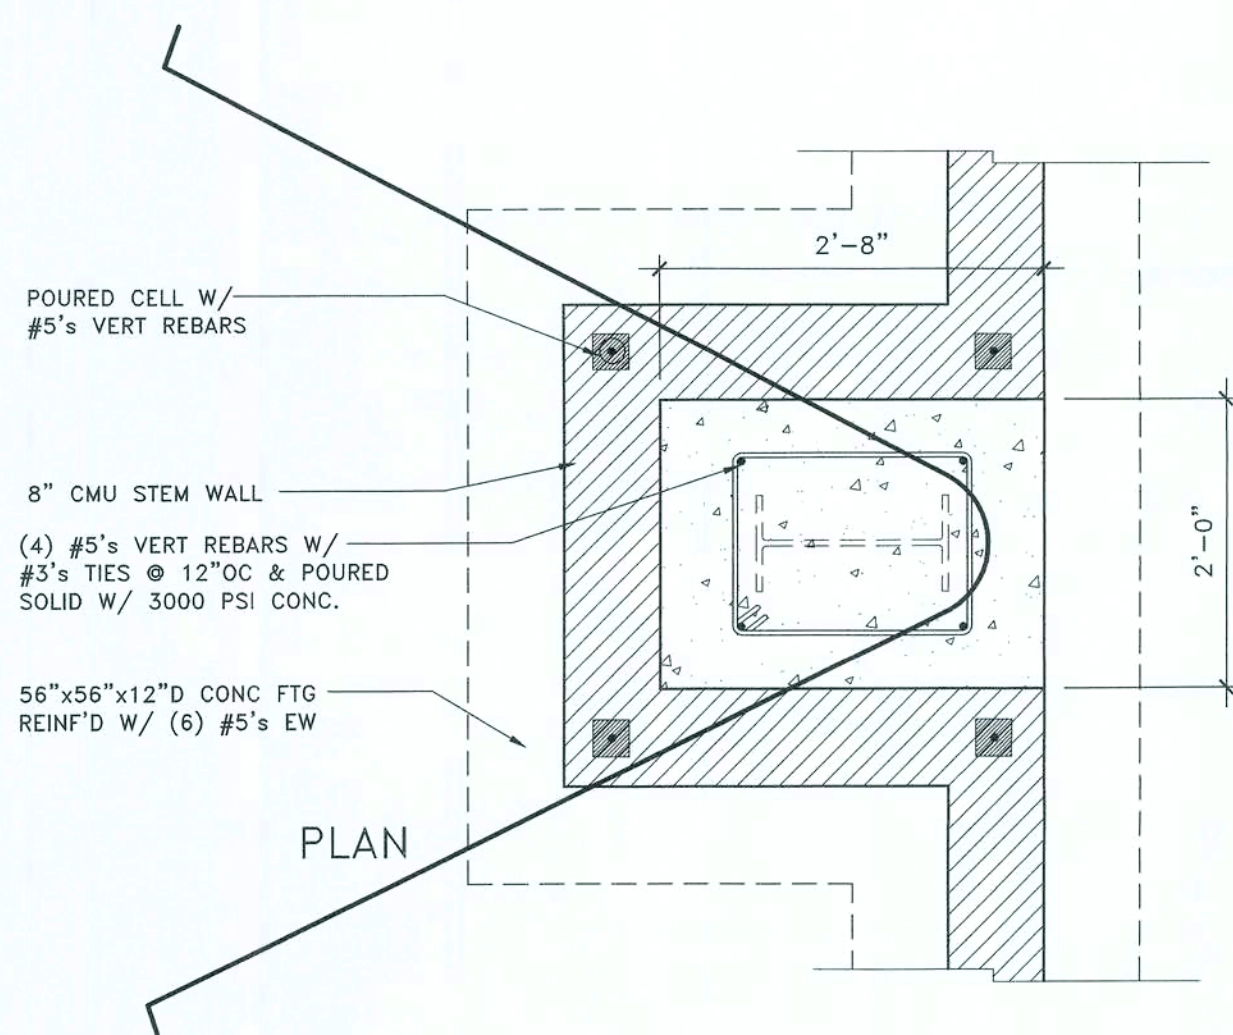 2'-8"
POURED CELL W/
#5's VERT REBARS
8" CMU STEM WALL
(4) #5's VERT REBARS W/
#3's TIES @ 12"OC & POURED
SOLID W/ 3000 PSI CONC.
2'-0"
56"x56"x12"D CONC FTG
REINF'D W/ (6) #5's EW
PLAN